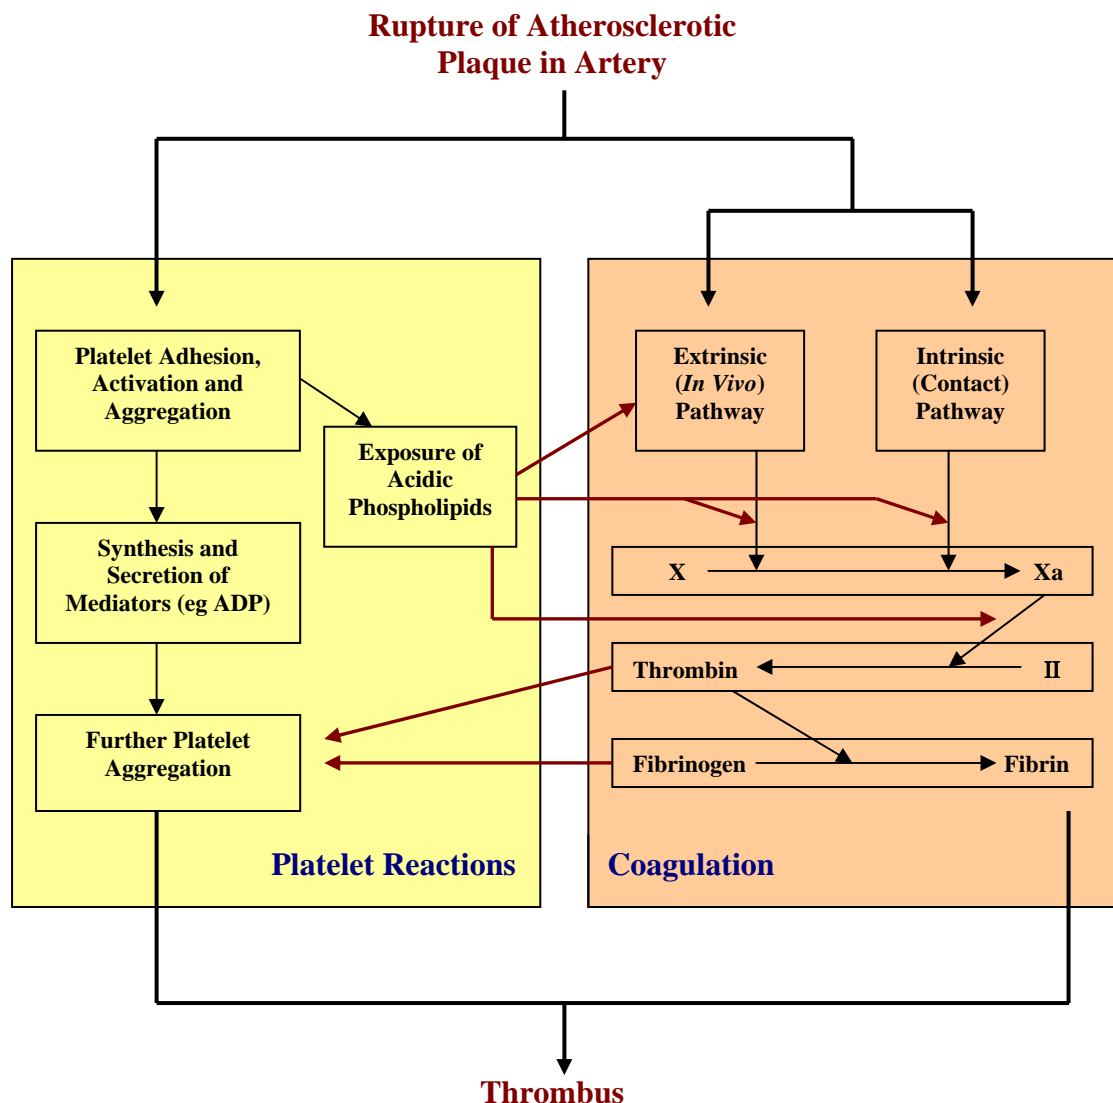 Rupture of Atherosclerotic
Plaque in Artery
Platelet Adhesion,
Activation and
Aggregation
Exposure of
Acidic
Phospholipids
Synthesis and
Secretion of
Mediators (eg ADP)
Further Platelet
Aggregation
Platelet Reactions
Extrinsic
(In Vivo)
Pathway
Intrinsic
(Contact)
Pathway
X Xa
Thrombin II
Fibrinogen Fibrin
Coagulation
Thrombus